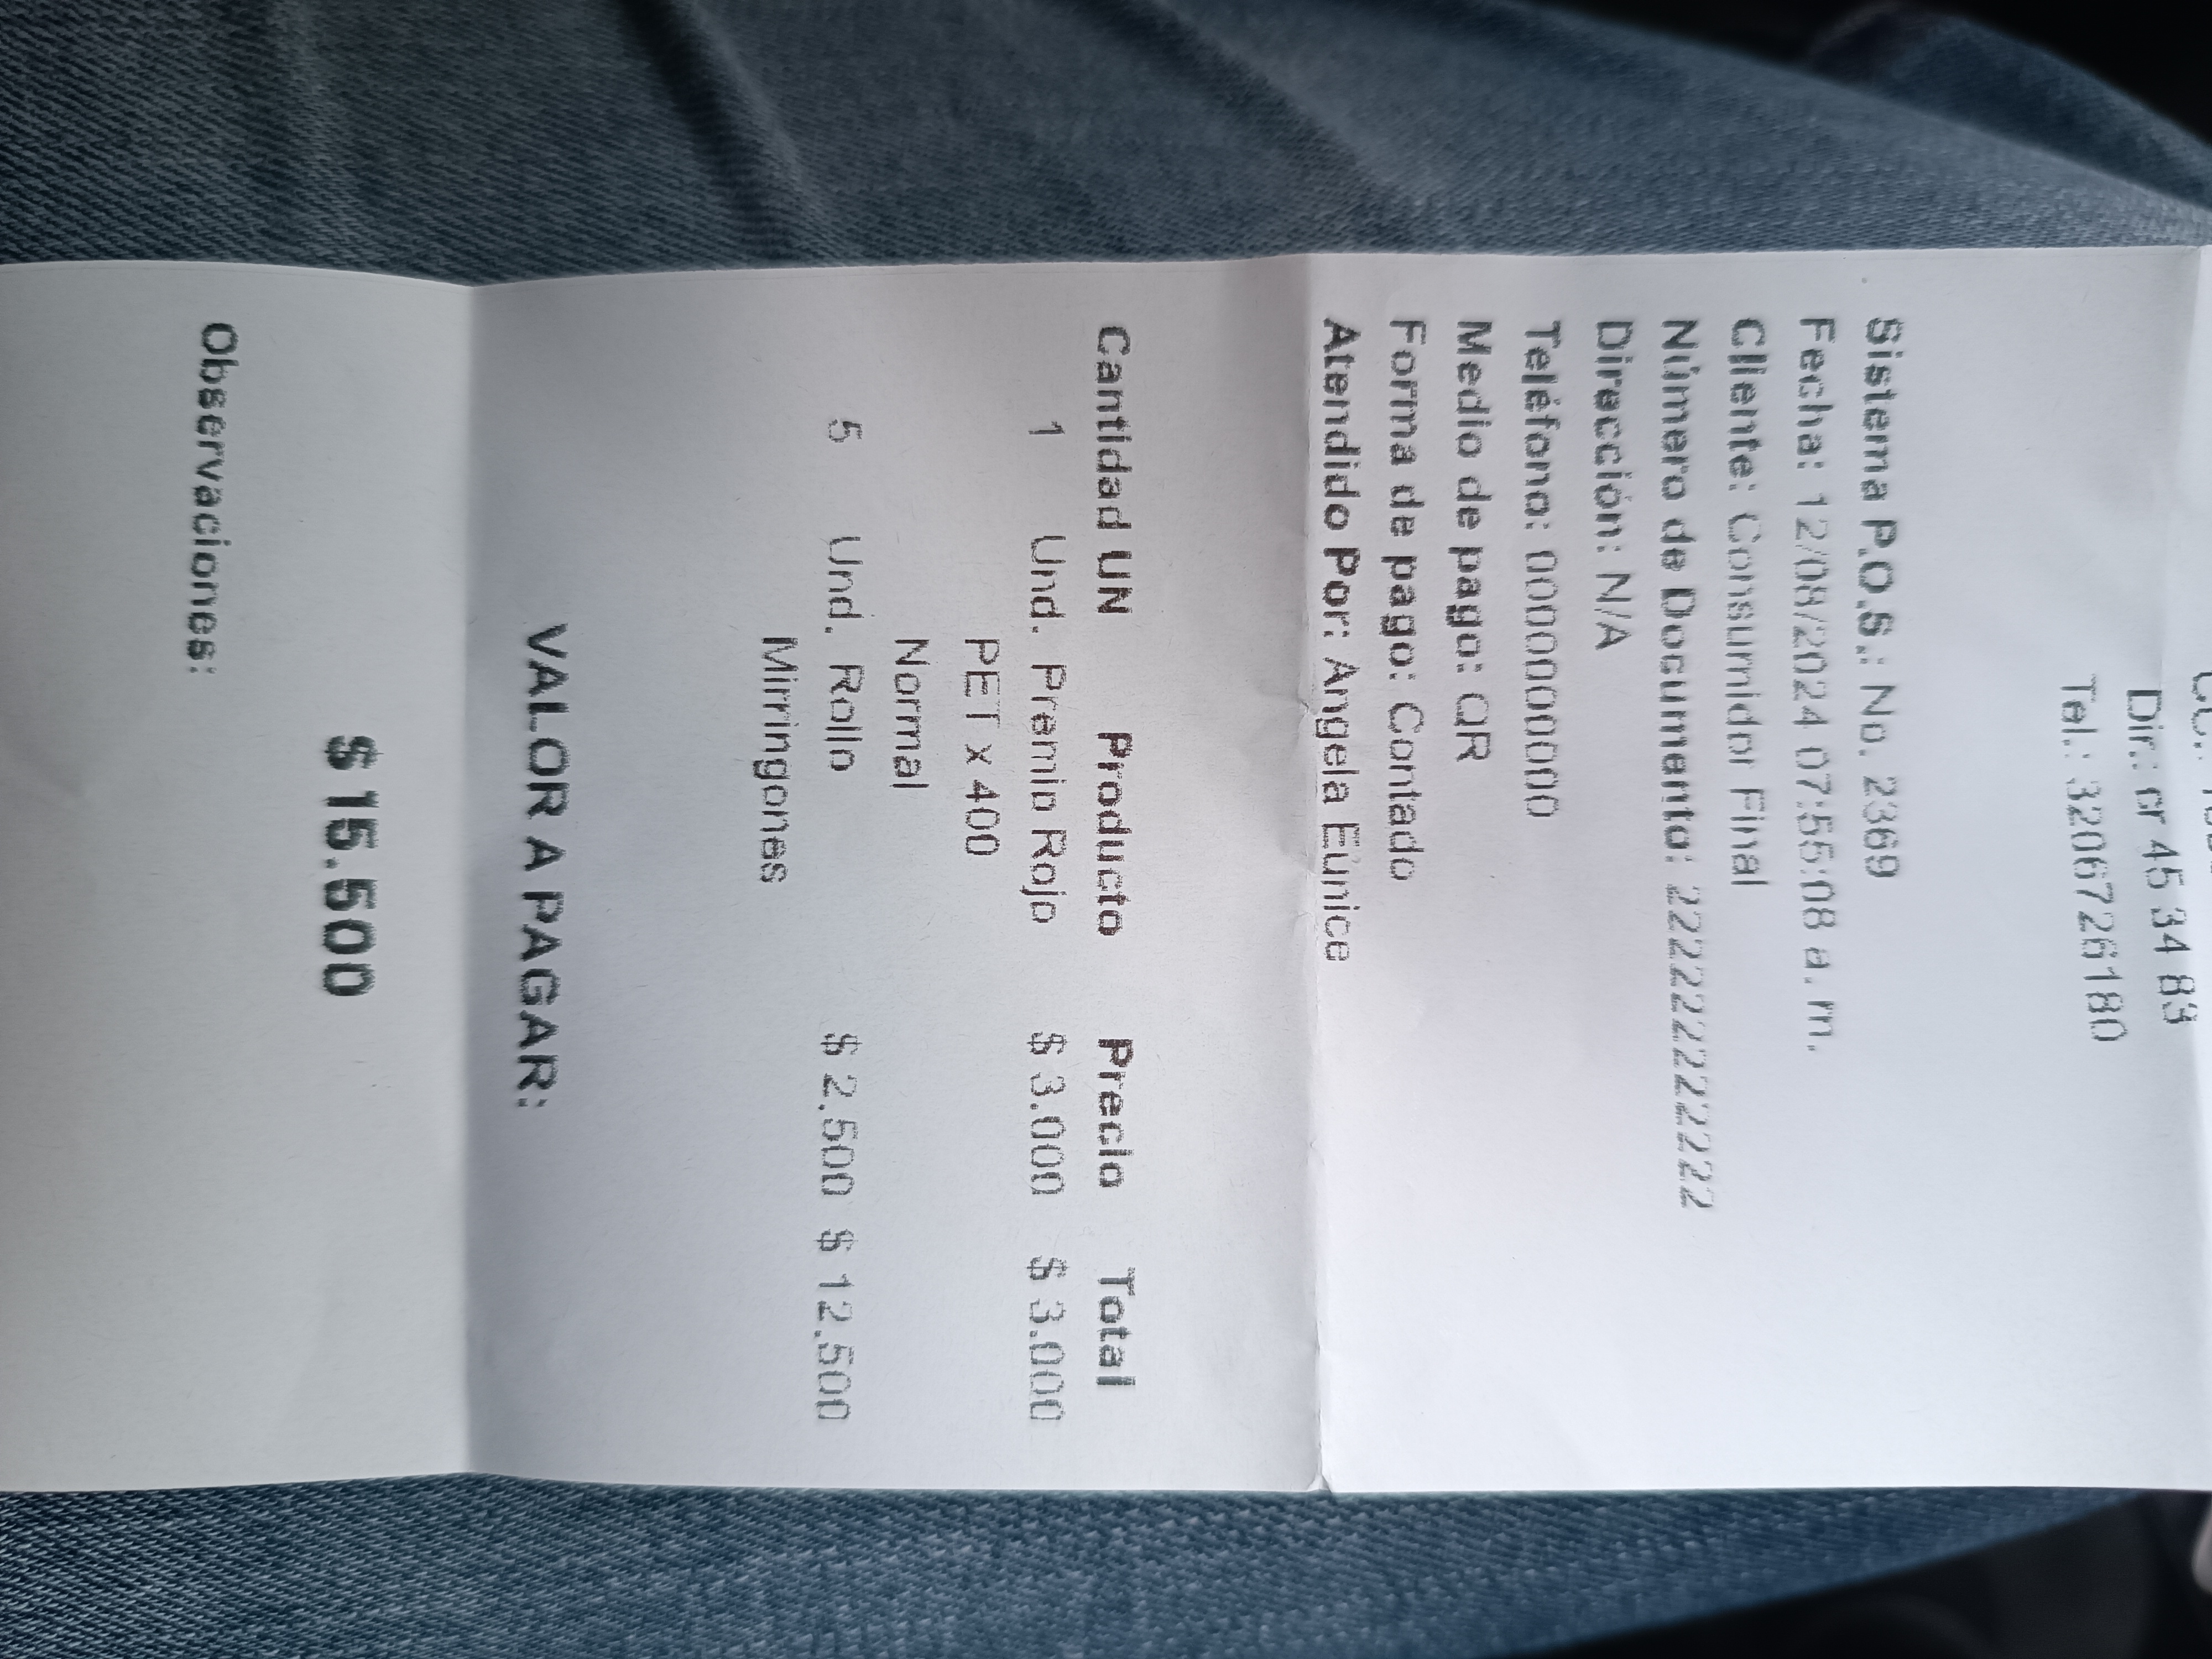 Dir.: cr 45 34 83
Tel.: 3206726180
Sistema P.O.S.: No. 2369
Fecha: 12/08/2024 07:55:08 a. m.
Cliente: Consumidor Final
Número de Documento: 222222222222
Dirección: N/A
Teléfono: 0000000000
Medio de pago: QR
Forma de pago: Contado
Atendido Por: Angela Eunice
Cantidad UN Producto Precio Total
1 Und. Premio Rojo $ 3.000 $ 3.000
PET x 400
Normal
5 Und. Rollo $ 2.500 $ 12.500
Mirringones
VALOR A PAGAR:
$ 15.500
Observaciones: